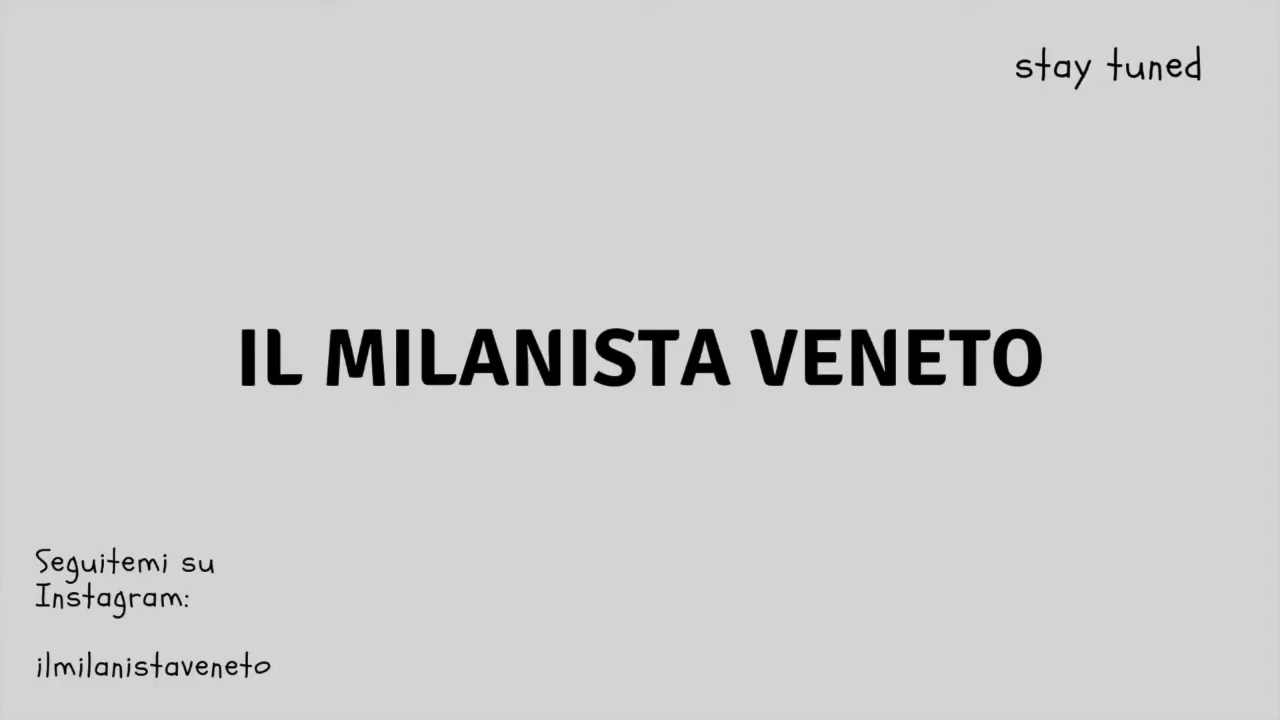 stay tuned
IL MILANISTA VENETO
Seguitemi su
Instagram:
ilmilanistaveneto